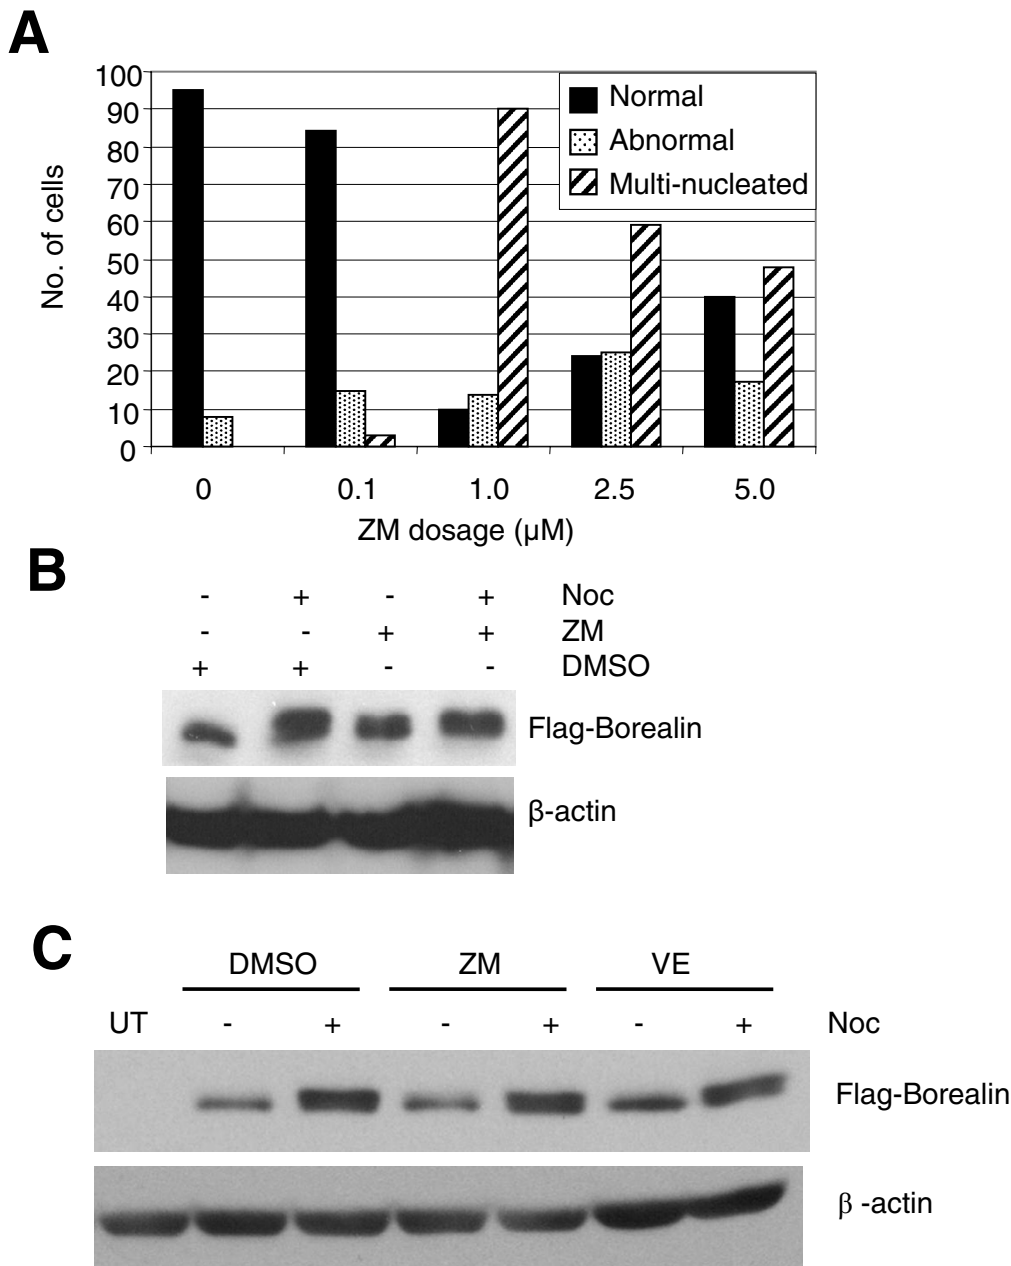 A
100
90
80
70
60
50
40
30
20
10
0
No. of cells
Normal
Abnormal
Multi-nucleated
0 0.1 1.0 2.5 5.0
ZM dosage (µM)
B
- + - + Noc
- - + + ZM
+ + - - DMSO
Flag-Borealin
β-actin
C
DMSO ZM VE
UT - + - + - + Noc
Flag-Borealin
β -actin